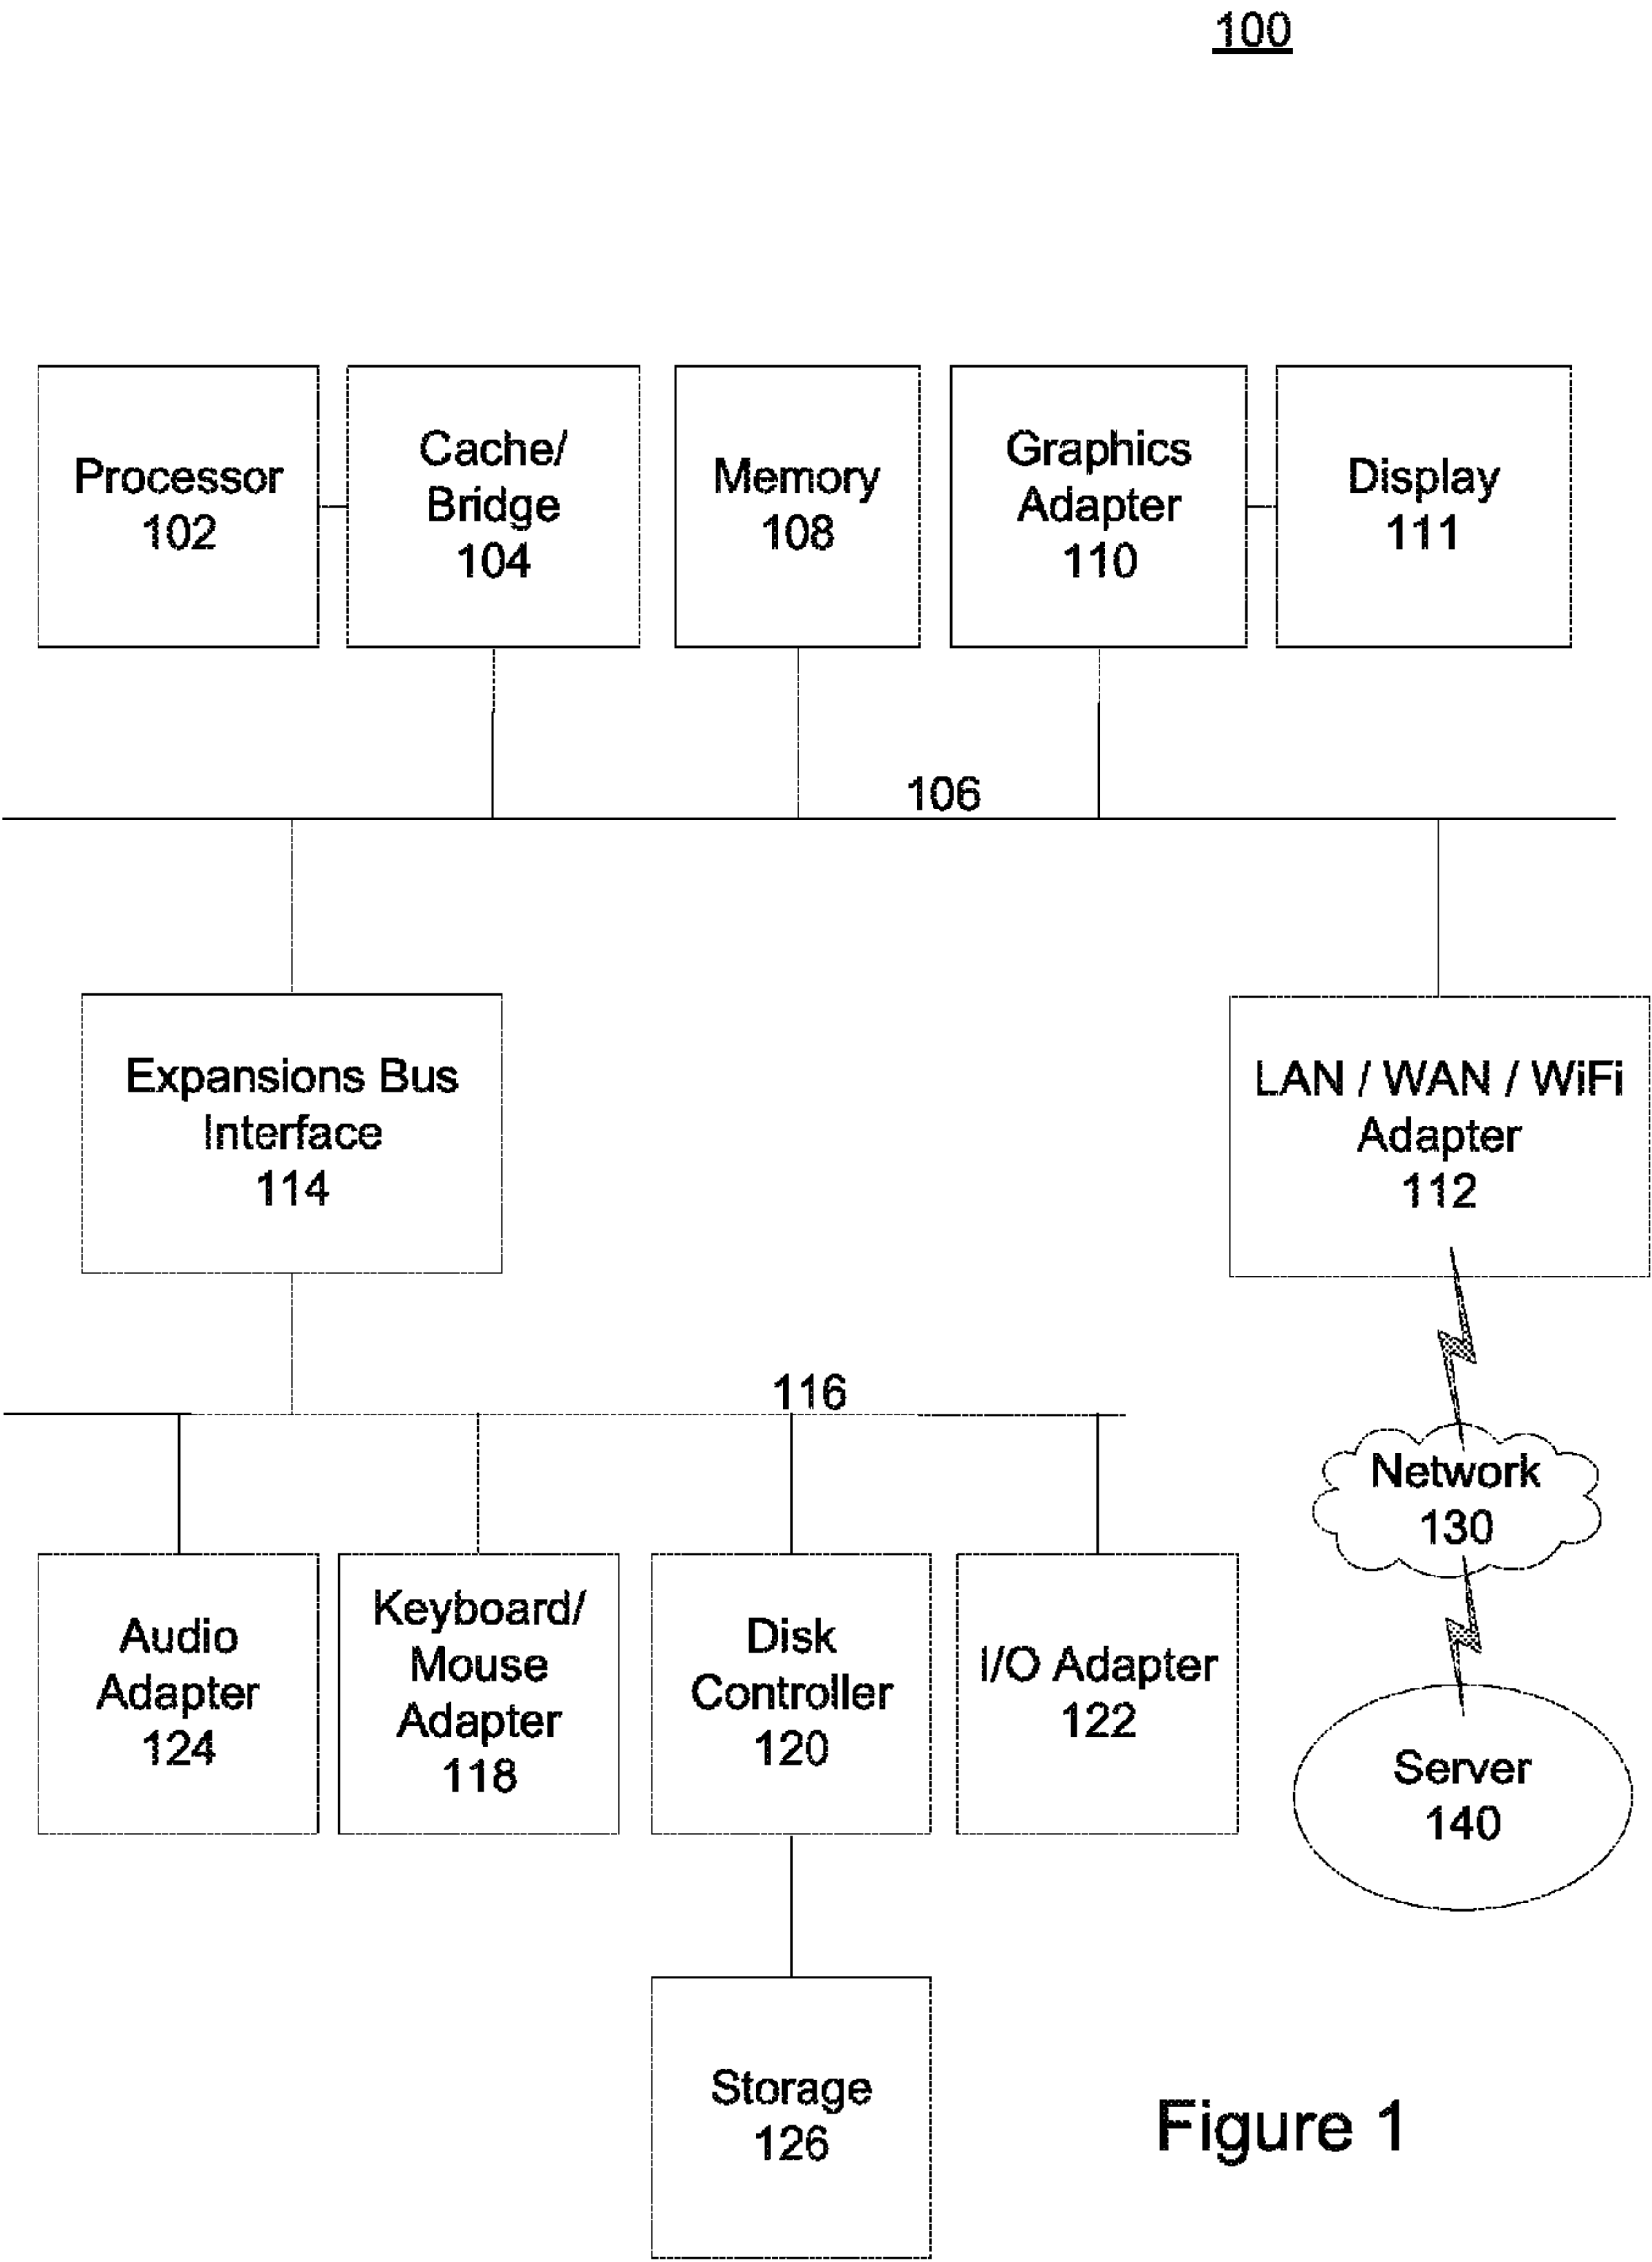 100
Processor
102
Cache/
Bridge
104
Memory
108
Graphics
Adapter
110
Display
111
106
Expansions Bus
Interface
114
LAN / WAN / WiFi
Adapter
112
116
Network
130
Audio
Adapter
124
Keyboard/
Mouse
Adapter
118
Disk
Controller
120
I/O Adapter
122
Server
140
Storage
126
Figure 1